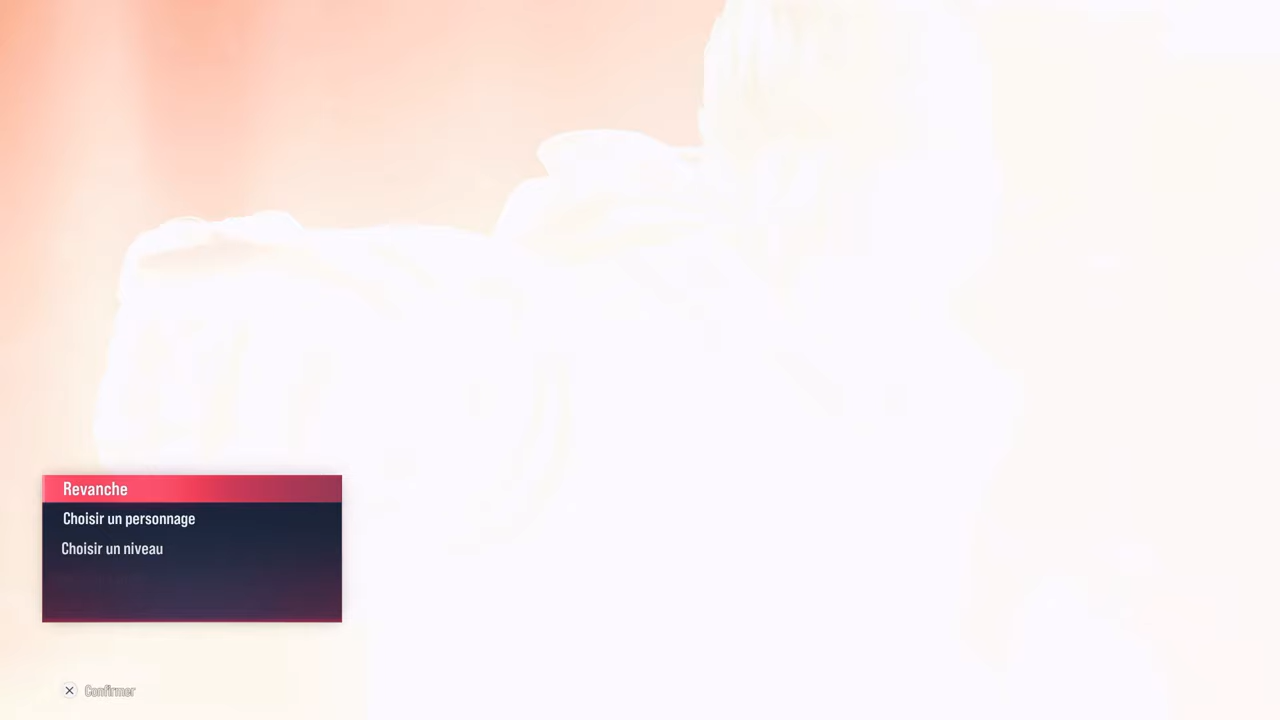 Revanche
Choisir un personnage
Choisir un niveau
Confirmer